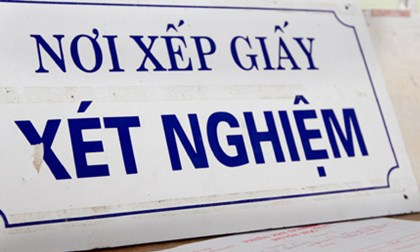 NƠI XẾP GIẤY
XÉT NGHIỆM